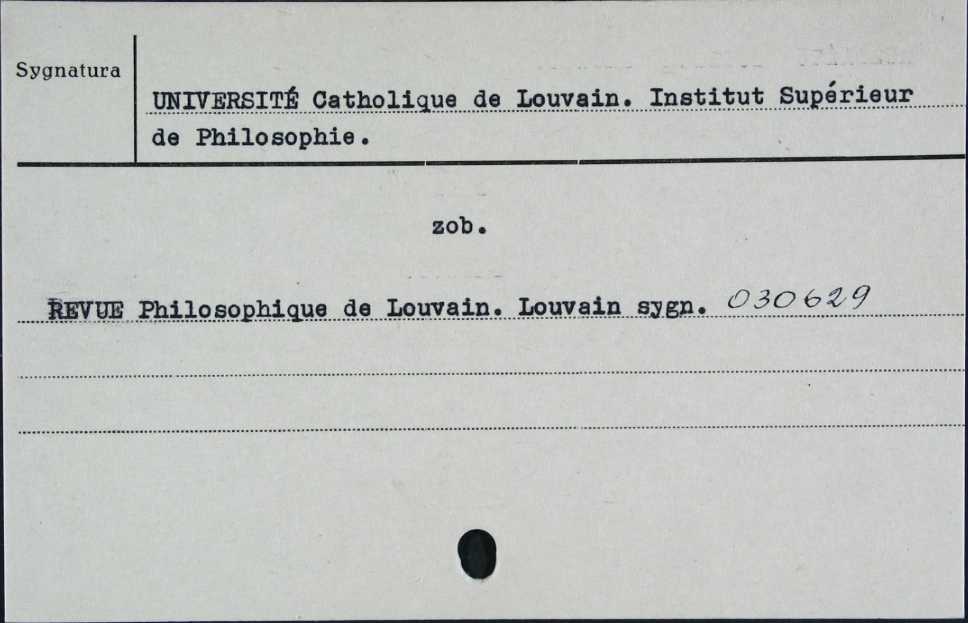 Sygnatura
UNIVERSITÉ Catholique de Louvain. Institut Supérieur
de Philosophie.
zob.
REVUE Philosophique de Louvain. Louvain sygn. 030629